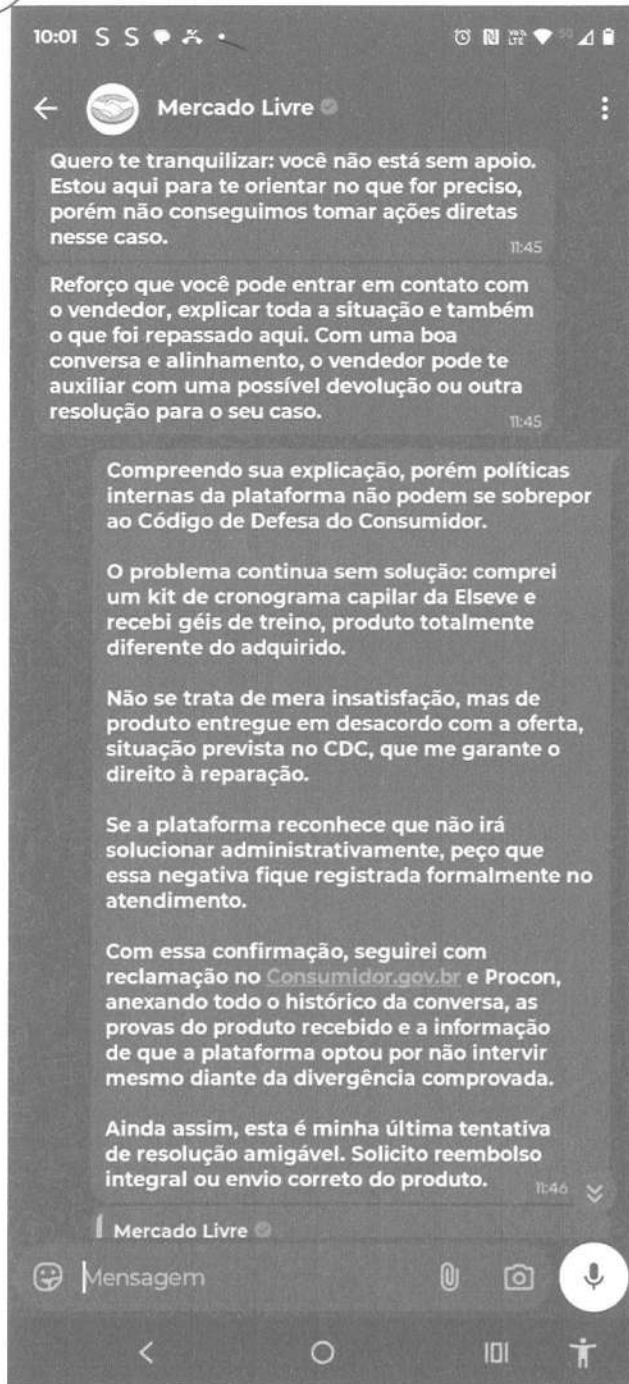 10:01 S S
Mercado Livre
Quero te tranquilizar: você não está sem apoio.
Estou aqui para te orientar no que for preciso,
porém não conseguimos tomar ações diretas
nesse caso.
11:45
Reforço que você pode entrar em contato com
o vendedor, explicar toda a situação e também
o que foi repassado aqui. Com uma boa
conversa e alinhamento, o vendedor pode te
auxiliar com uma possível devolução ou outra
resolução para o seu caso.
11:45
Compreendo sua explicação, porém políticas
internas da plataforma não podem se sobrepor
ao Código de Defesa do Consumidor.
O problema continua sem solução: comprei
um kit de cronograma capilar da Elseve e
recebi géis de treino, produto totalmente
diferente do adquirido.
Não se trata de mera insatisfação, mas de
produto entregue em desacordo com a oferta,
situação prevista no CDC, que me garante o
direito à reparação.
Se a plataforma reconhece que não irá
solucionar administrativamente, peço que
essa negativa fique registrada formalmente no
atendimento.
Com essa confirmação, seguirei com
reclamação no Consumidor.gov.br e Procon,
anexando todo o histórico da conversa, as
provas do produto recebido e a informação
de que a plataforma optou por não intervir
mesmo diante da divergência comprovada.
Ainda assim, esta é minha última tentativa
de resolução amigável. Solicito reembolso
integral ou envio correto do produto.
11:46
Mercado Livre
Mensagem